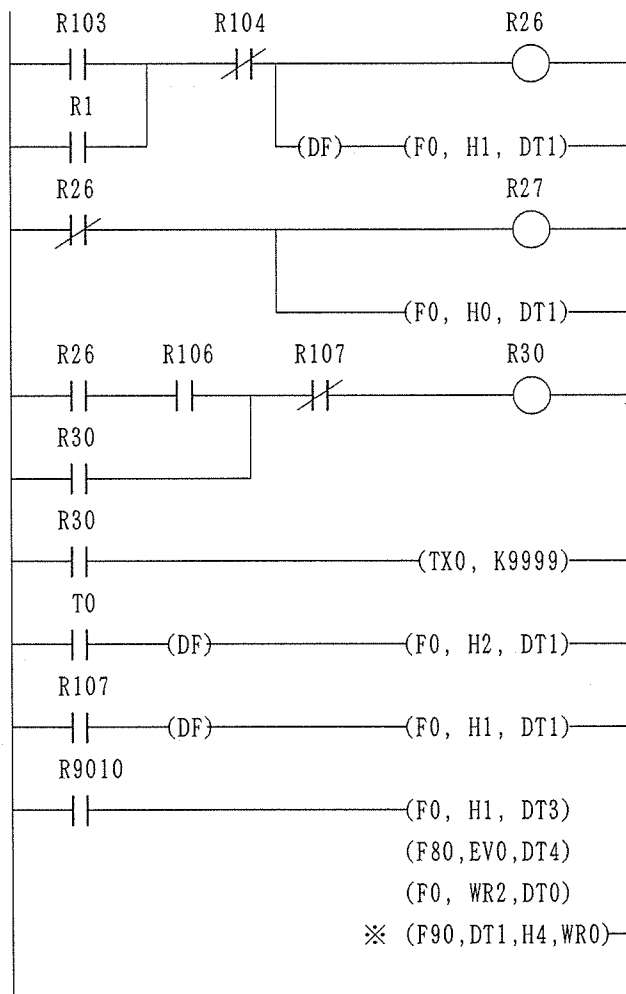 R103 R104 R26
R1
(DF) (F0, H1, DT1)
R26 R27
(F0, H0, DT1)
R26 R106 R107 R30
R30
R30
(TX0, K9999)
T0
(DF) (F0, H2, DT1)
R107
(DF) (F0, H1, DT1)
R9010
(F0, H1, DT3)
(F80,EV0,DT4)
(F0, WR2,DT0)
※ (F90,DT1,H4,WR0)